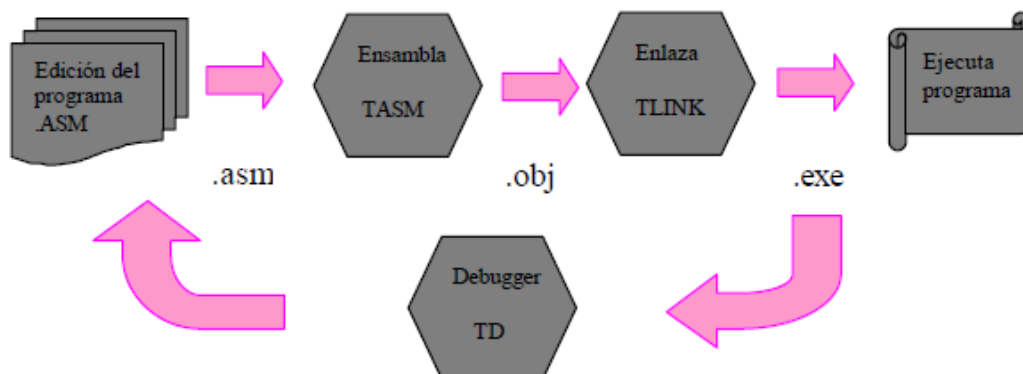 Edición del
programa
.ASM
Ensambla
TASM
Enlaza
TLINK
Ejecuta
programa
.asm
.obj
.exe
Debugger
TD